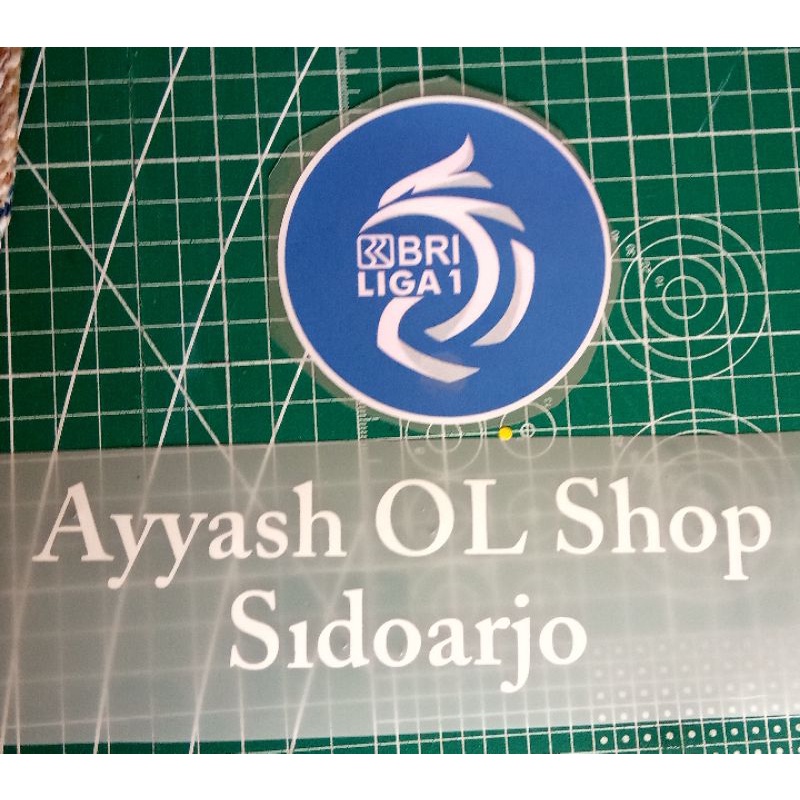 BRI
LIGA 1
Ayyash OL Shop
Sıdoarjo